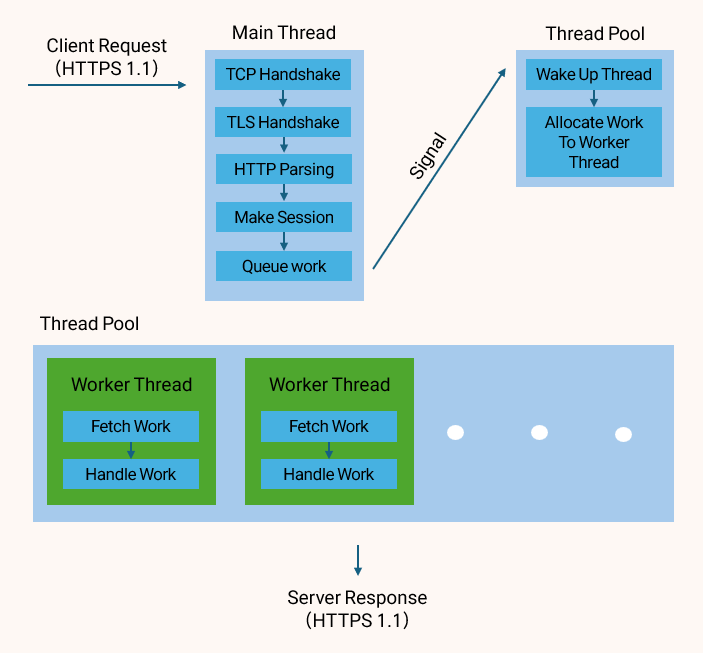 Client Request
(HTTPS 1.1)
Main Thread
TCP Handshake
TLS Handshake
HTTP Parsing
Make Session
Queue work
Signal
Thread Pool
Wake Up Thread
Allocate Work
To Worker
Thread
Thread Pool
Worker Thread
Fetch Work
Handle Work
Worker Thread
Fetch Work
Handle Work
Server Response
(HTTPS 1.1)